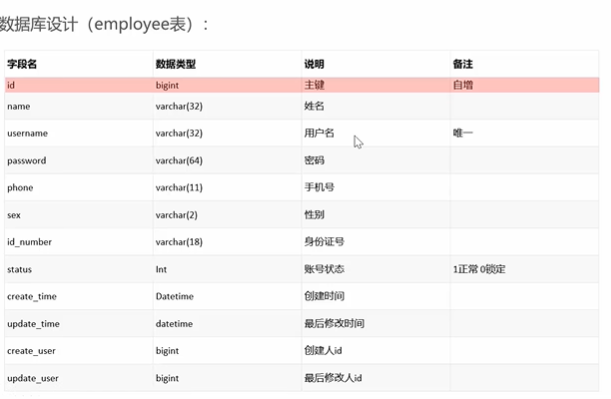 数据库设计（employee表）:
字段名 数据类型 说明 备注
id bigint 主键 自增
name varchar(32) 姓名
username varchar(32) 用户名 唯一
password varchar(64) 密码
phone varchar(11) 手机号
sex varchar(2) 性别
id_number varchar(18) 身份证号
status Int 账号状态 1正常 0锁定
create_time Datetime 创建时间
update_time datetime 最后修改时间
create_user bigint 创建人id
update_user bigint 最后修改人id